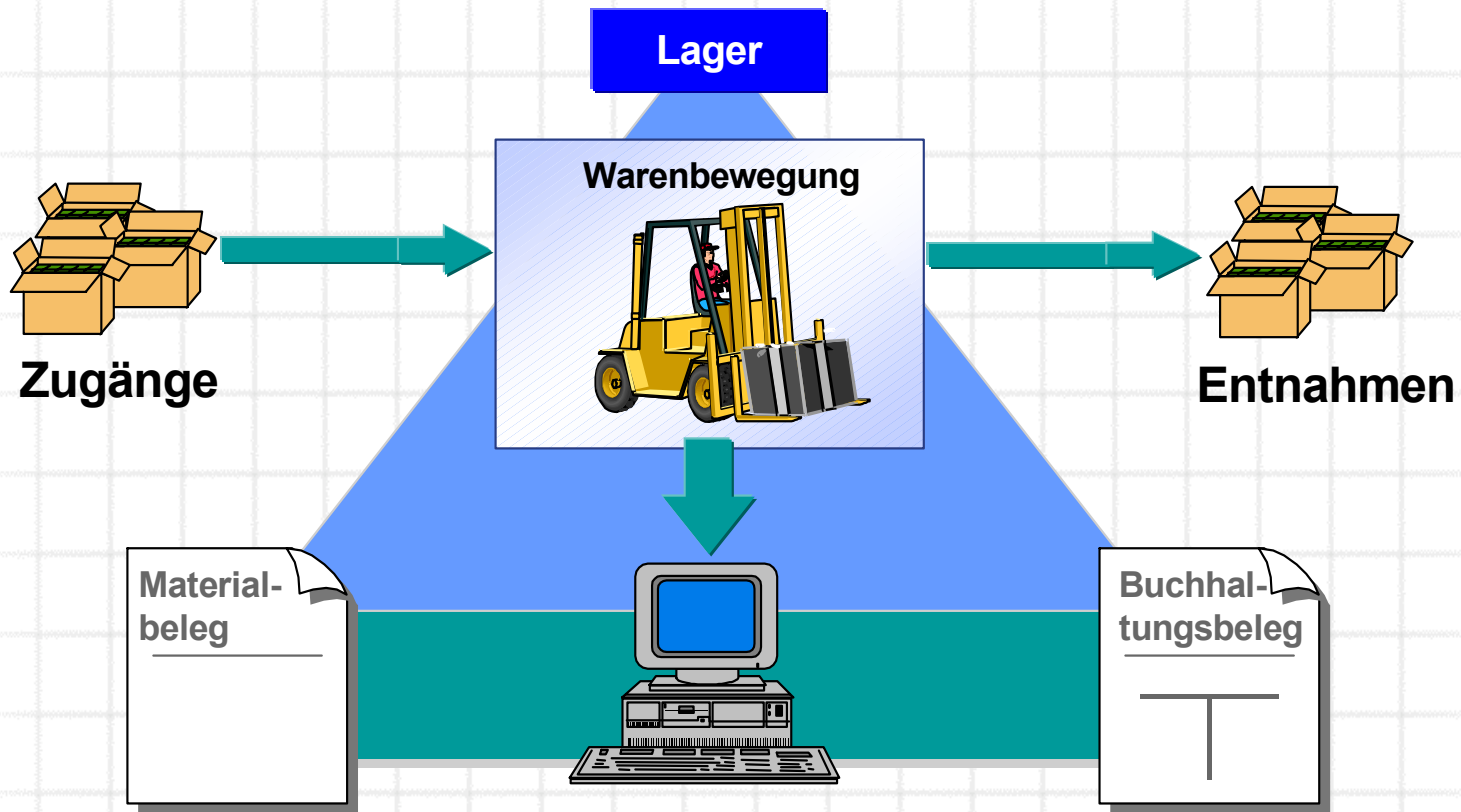 Lager
Warenbewegung
Zugänge
Entnahmen
Material-
beleg
Buchhal-
tungsbeleg